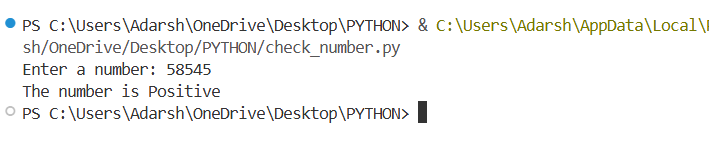 PS C:\Users\Adarsh\OneDrive\Desktop\PYTHON> & C:\Users\Adarsh\AppData\Local\
sh/OneDrive/Desktop/PYTHON/check_number.py
Enter a number: 58545
The number is Positive
PS C:\Users\Adarsh\OneDrive\Desktop\PYTHON>